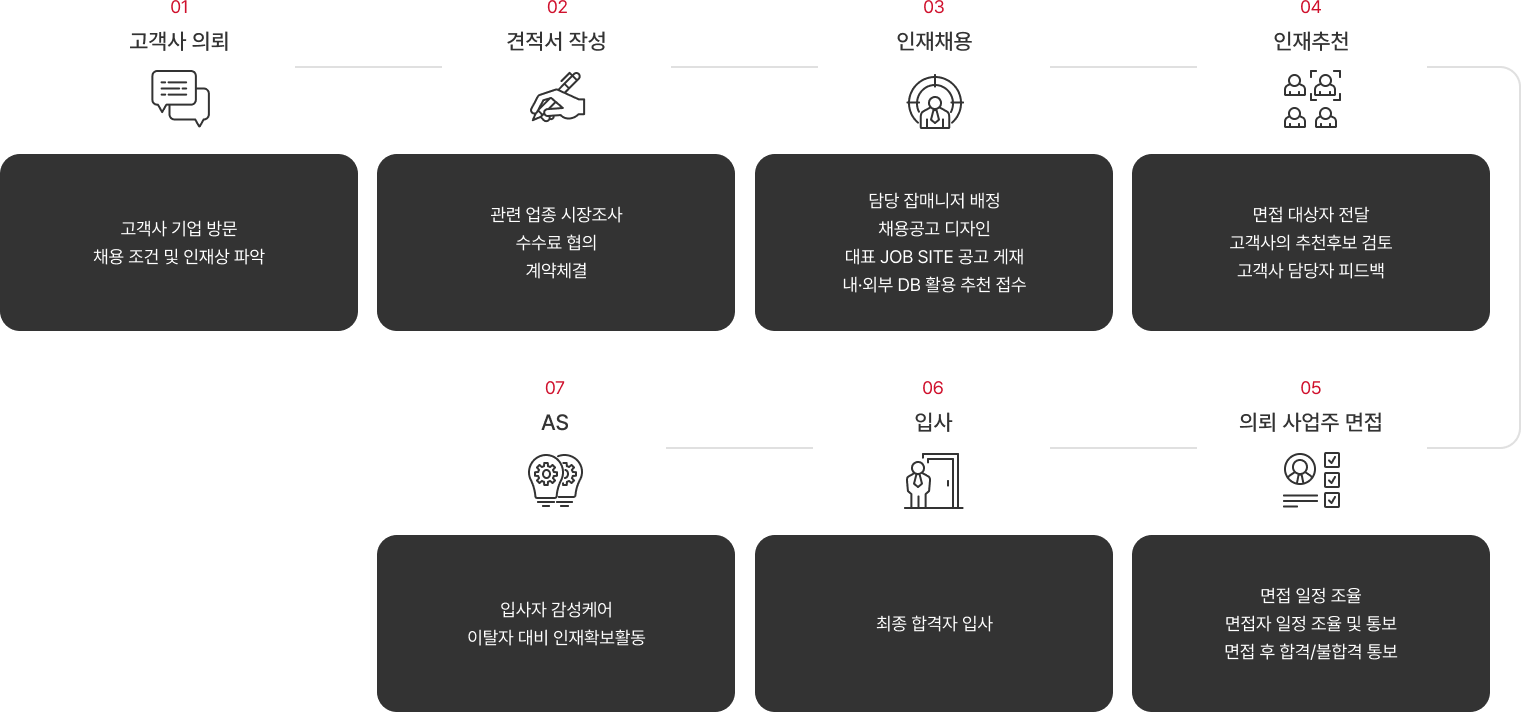 01
고객사 의뢰
고객사 기업 방문
채용 조건 및 인재상 파악
02
견적서 작성
관련 업종 시장조사
수수료 협의
계약체결
03
인재채용
담당 잡매니저 배정
채용공고 디자인
대표 JOB SITE 공고 게재
내·외부 DB 활용 추천 접수
04
인재추천
면접 대상자 전달
고객사의 추천후보 검토
고객사 담당자 피드백
05
의뢰 사업주 면접
면접 일정 조율
면접자 일정 조율 및 통보
면접 후 합격/불합격 통보
06
입사
최종 합격자 입사
07
AS
입사자 감성케어
이탈자 대비 인재확보활동